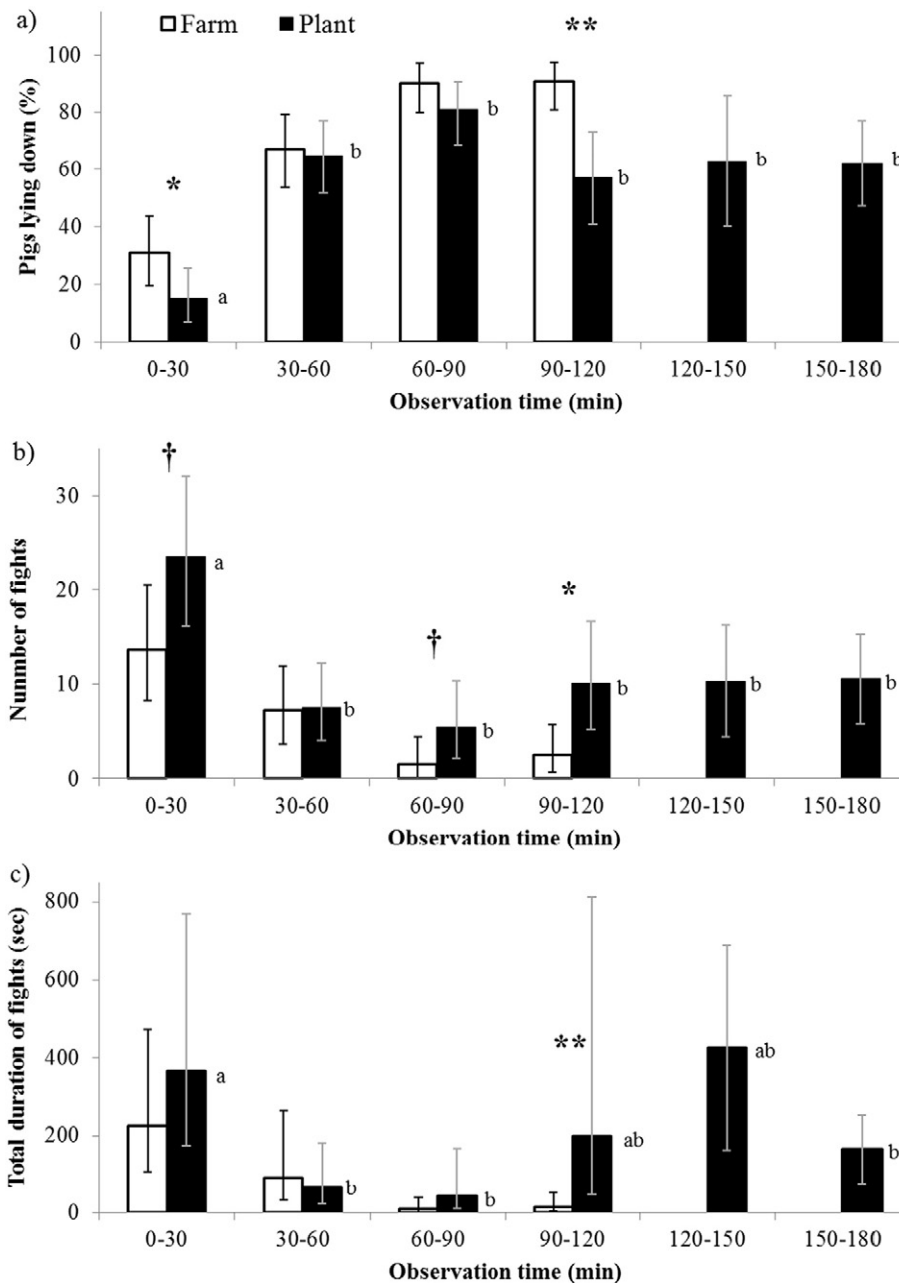 a)
Farm Plant
**
100
80
60
40
20
0
Pigs lying down (%)
*
a
b
b
b
b
b
0-30 30-60 60-90 90-120 120-150 150-180
Observation time (min)
b)
†
30
20
10
0
Nunmber of fights
a
b
†
b
*
b
b
b
0-30 30-60 60-90 90-120 120-150 150-180
Observation time (min)
c)
800
600
400
200
0
Total duration of fights (sec)
a
b
b
**
ab
ab
b
0-30 30-60 60-90 90-120 120-150 150-180
Observation time (min)